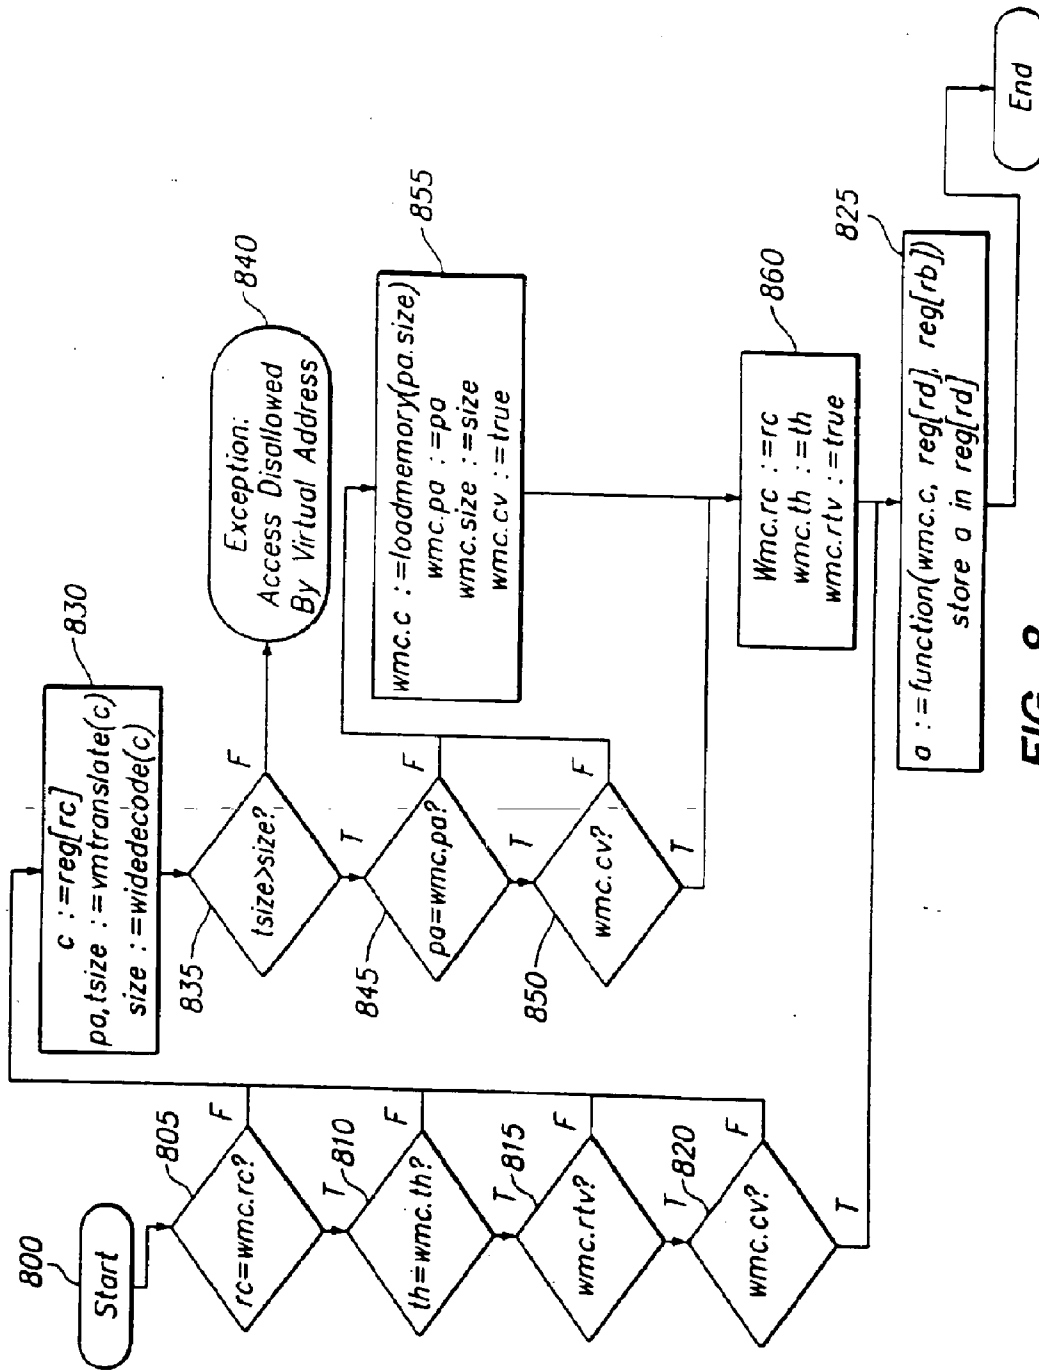 800
Start
805
rc=wmc.rc?
F
T
810
th=wmc.th?
F
T
815
wmc.rtv?
F
T
820
wmc.cv?
F
T
830
c :=reg[rc]
pa,tsize :=vmtranslate(c)
size :=widedecode(c)
835
tsize>size?
F
T
840
Exception:
Access Disallowed
By Virtual Address
845
pa=wmc.pa?
F
T
850
wmc.cv?
F
T
855
wmc.c :=loadmemory(pa.size)
wmc.pa :=pa
wmc.size :=size
wmc.cv :=true
860
Wmc.rc :=rc
wmc.th :=th
wmc.rtv :=true
825
a :=function(wmc.c, reg[rd], reg[rb])
store a in reg[rd]
End
FIG. 8